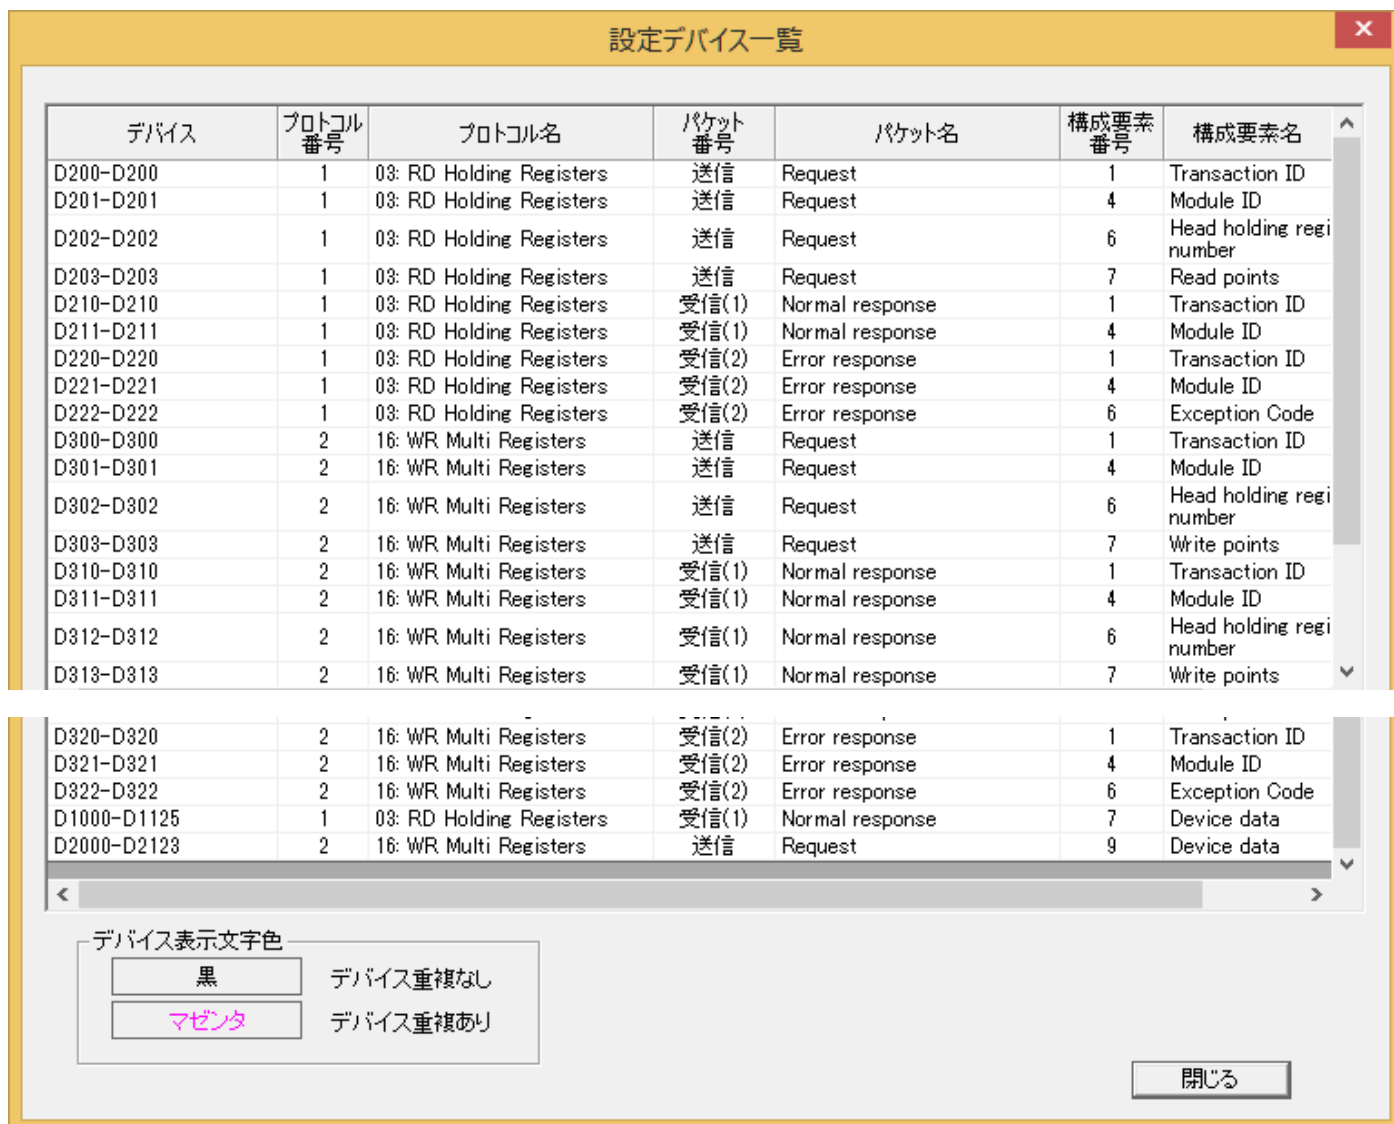 設定デバイス一覧
×
デバイス プロトコル番号 プロトコル名 パケット番号 パケット名 構成要素番号 構成要素名
D200-D200 1 03: RD Holding Registers 送信 Request 1 Transaction ID
D201-D201 1 03: RD Holding Registers 送信 Request 4 Module ID
D202-D202 1 03: RD Holding Registers 送信 Request 6 Head holding regi
number
D203-D203 1 03: RD Holding Registers 送信 Request 7 Read points
D210-D210 1 03: RD Holding Registers 受信(1) Normal response 1 Transaction ID
D211-D211 1 03: RD Holding Registers 受信(1) Normal response 4 Module ID
D220-D220 1 03: RD Holding Registers 受信(2) Error response 1 Transaction ID
D221-D221 1 03: RD Holding Registers 受信(2) Error response 4 Module ID
D222-D222 1 03: RD Holding Registers 受信(2) Error response 6 Exception Code
D300-D300 2 16: WR Multi Registers 送信 Request 1 Transaction ID
D301-D301 2 16: WR Multi Registers 送信 Request 4 Module ID
D302-D302 2 16: WR Multi Registers 送信 Request 6 Head holding regi
number
D303-D303 2 16: WR Multi Registers 送信 Request 7 Write points
D310-D310 2 16: WR Multi Registers 受信(1) Normal response 1 Transaction ID
D311-D311 2 16: WR Multi Registers 受信(1) Normal response 4 Module ID
D312-D312 2 16: WR Multi Registers 受信(1) Normal response 6 Head holding regi
number
D313-D313 2 16: WR Multi Registers 受信(1) Normal response 7 Write points
D320-D320 2 16: WR Multi Registers 受信(2) Error response 1 Transaction ID
D321-D321 2 16: WR Multi Registers 受信(2) Error response 4 Module ID
D322-D322 2 16: WR Multi Registers 受信(2) Error response 6 Exception Code
D1000-D1125 1 03: RD Holding Registers 受信(1) Normal response 7 Device data
D2000-D2123 2 16: WR Multi Registers 送信 Request 9 Device data
デバイス表示文字色
黒 デバイス重複なし
マゼンタ デバイス重複あり
閉じる